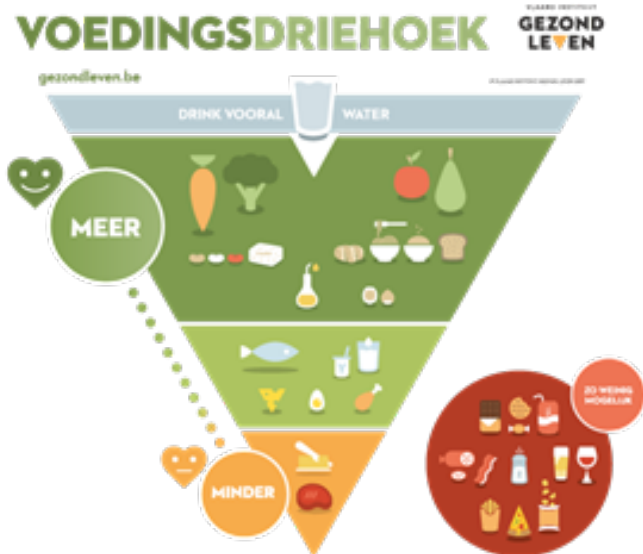 VOEDINGSDRIEHOEK
VLAAMS INSTITUUT
GEZOND
LEVEN
gezondleven.be
DRINK VOORAL WATER
MEER
MINDER
ZO WEINIG
MOGELIJK